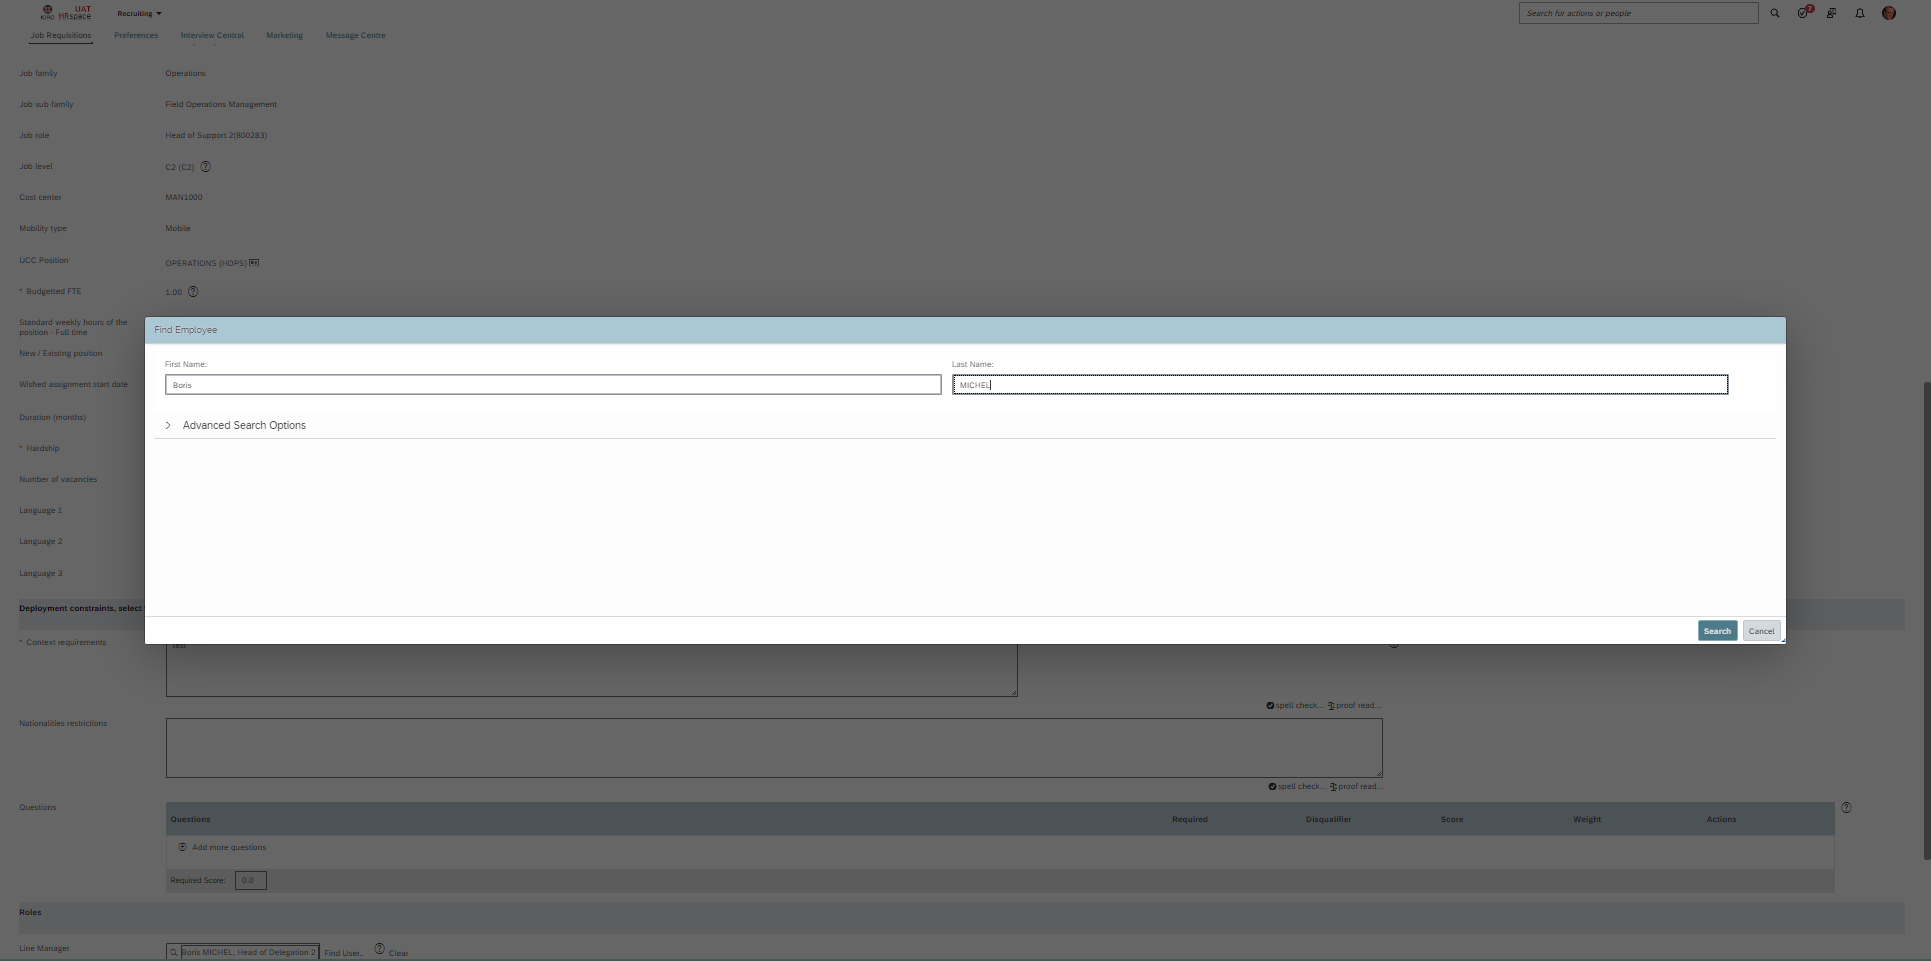 UAT
ICRC HRspace
Recruiting
Search for actions or people
7
Job Requisitions
Preferences
Interview Central
Marketing
Message Centre
Job family
Operations
Job sub-family
Field Operations Management
Job role
Head of Support 2(800283)
Job level
C2 (C2)
Cost center
MAN1000
Mobility type
Mobile
UCC Position
OPERATIONS (HOPS)
* Budgetted FTE
1.00
Standard weekly hours of the
position - Full time
New / Existing position
Wished assignment start date
Duration (months)
* Hardship
Number of vacancies
Language 1
Language 2
Language 3
Find Employee
First Name:
Boris
Last Name:
MICHEL
Advanced Search Options
Search
Cancel
Deployment constraints, select
* Context requirements
Test
spell check... proof read...
Nationalities restrictions
spell check... proof read...
Questions
Questions
Required
Disqualifier
Score
Weight
Actions
Add more questions
Required Score:
0.0
Roles
Line Manager
Boris MICHEL, Head of Delegation 2
Find User...
Clear